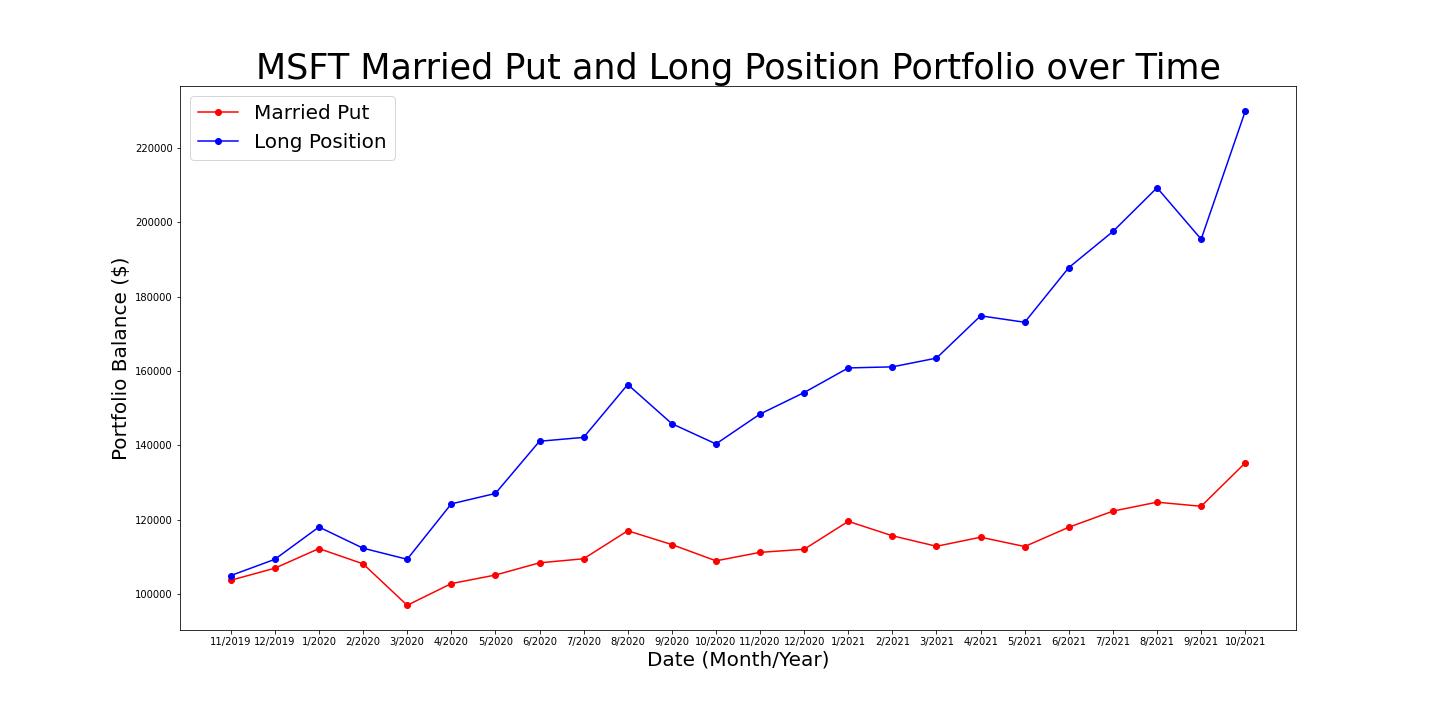 MSFT Married Put and Long Position Portfolio over Time
Married Put
Long Position
Portfolio Balance ($)
220000
200000
180000
160000
140000
120000
100000
11/2019 12/2019 1/2020 2/2020 3/2020 4/2020 5/2020 6/2020 7/2020 8/2020 9/2020 10/2020 11/2020 12/2020 1/2021 2/2021 3/2021 4/2021 5/2021 6/2021 7/2021 8/2021 9/2021 10/2021
Date (Month/Year)